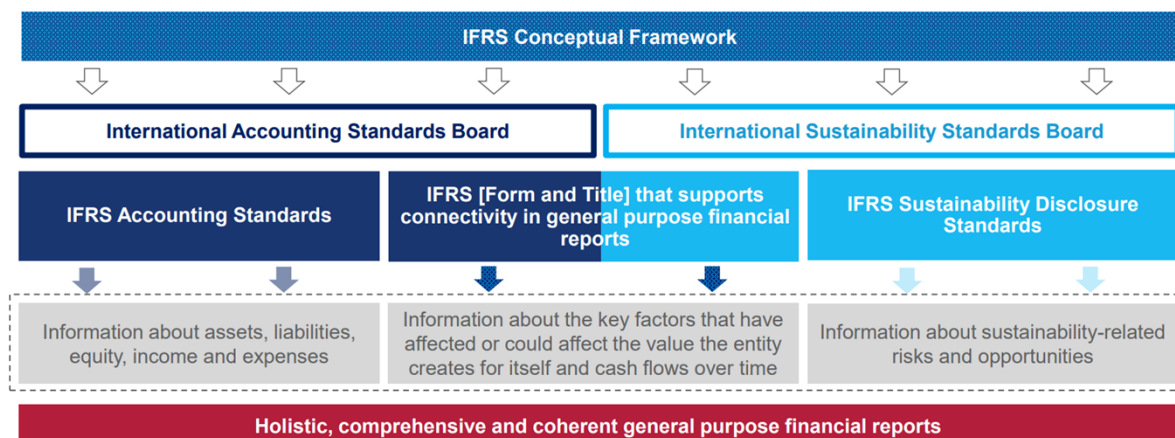 IFRS Conceptual Framework
International Accounting Standards Board
International Sustainability Standards Board
IFRS Accounting Standards
IFRS [Form and Title] that supports
connectivity in general purpose financial
reports
IFRS Sustainability Disclosure
Standards
Information about assets, liabilities,
equity, income and expenses
Information about the key factors that have
affected or could affect the value the entity
creates for itself and cash flows over time
Information about sustainability-related
risks and opportunities
Holistic, comprehensive and coherent general purpose financial reports